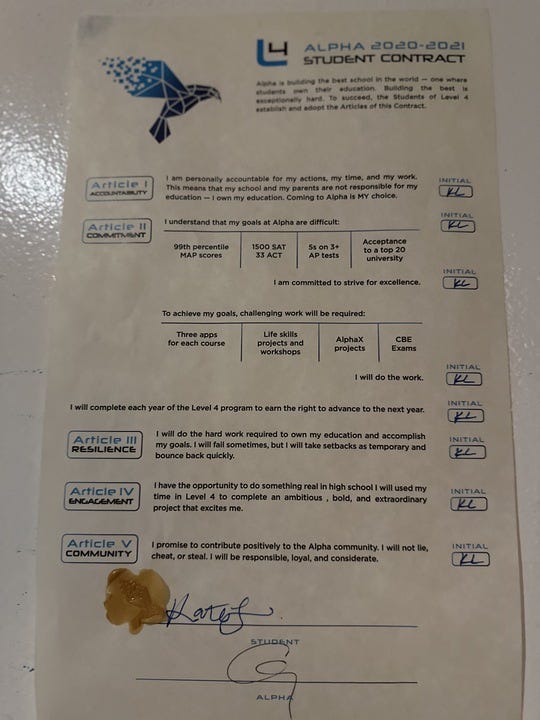 L4
ALPHA 2020-2021
STUDENT CONTRACT
Alpha is building the best school in the world — one where
students own their education. Building the best is
exceptionally hard. To succeed, the Students of Level 4
establish and adopt the Articles of this Contract.
Article I
ACCOUNTABILITY
I am personally accountable for my actions, my time, and my work.
This means that my school and my parents are not responsible for my
education — I own my education. Coming to Alpha is MY choice.
INITIAL
KL
Article II
COMMITMENT
I understand that my goals at Alpha are difficult:
INITIAL
KL
99th percentile
MAP scores
1500 SAT
33 ACT
5s on 3+
AP tests
Acceptance
to a top 20
university
I am committed to strive for excellence.
INITIAL
KL
To achieve my goals, challenging work will be required:
Three apps
for each course
Life skills
projects and
workshops
AlphaX
projects
CBE
Exams
I will do the work.
INITIAL
KL
I will complete each year of the Level 4 program to earn the right to advance to the next year.
INITIAL
KL
Article III
RESILIENCE
I will do the hard work required to own my education and accomplish
my goals. I will fail sometimes, but I will take setbacks as temporary and
bounce back quickly.
INITIAL
KL
Article IV
ENGAGEMENT
I have the opportunity to do something real in high school I will used my
time in Level 4 to complete an ambitious , bold, and extraordinary
project that excites me.
INITIAL
KL
Article V
COMMUNITY
I promise to contribute positively to the Alpha community. I will not lie,
cheat, or steal. I will be responsible, loyal, and considerate.
INITIAL
KL
STUDENT
ALPHA